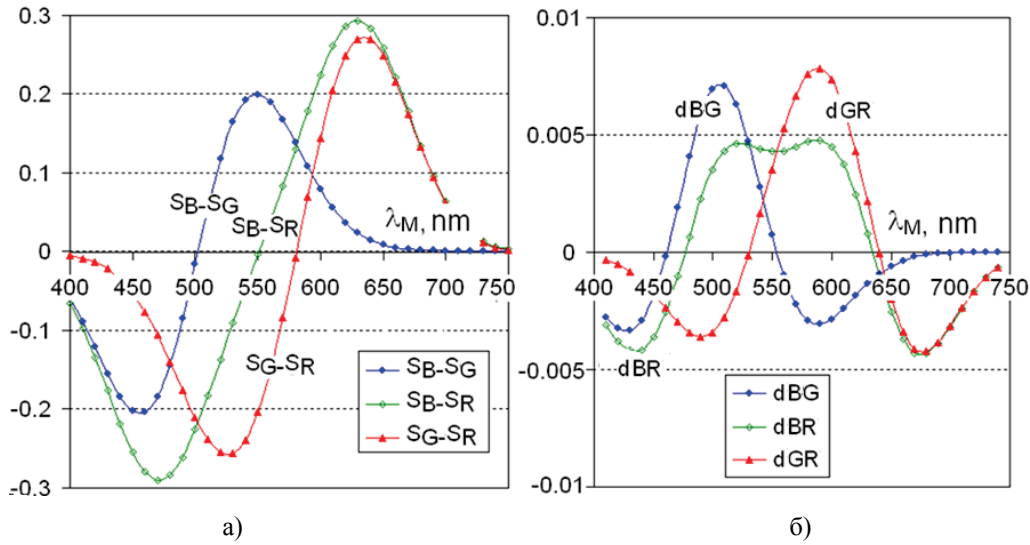 0.3
0.2
0.1
0
-0.1
-0.2
-0.3
400 450 500 550 600 650 700 750
λM, nm
SB-SG
SB-SR
SG-SR
SB-SG
SB-SR
SG-SR
а)
0.01
0.005
0
-0.005
-0.01
400 450 500 550 600 650 700 750
λM, nm
dBG
dGR
dBR
dBG
dBR
dGR
б)